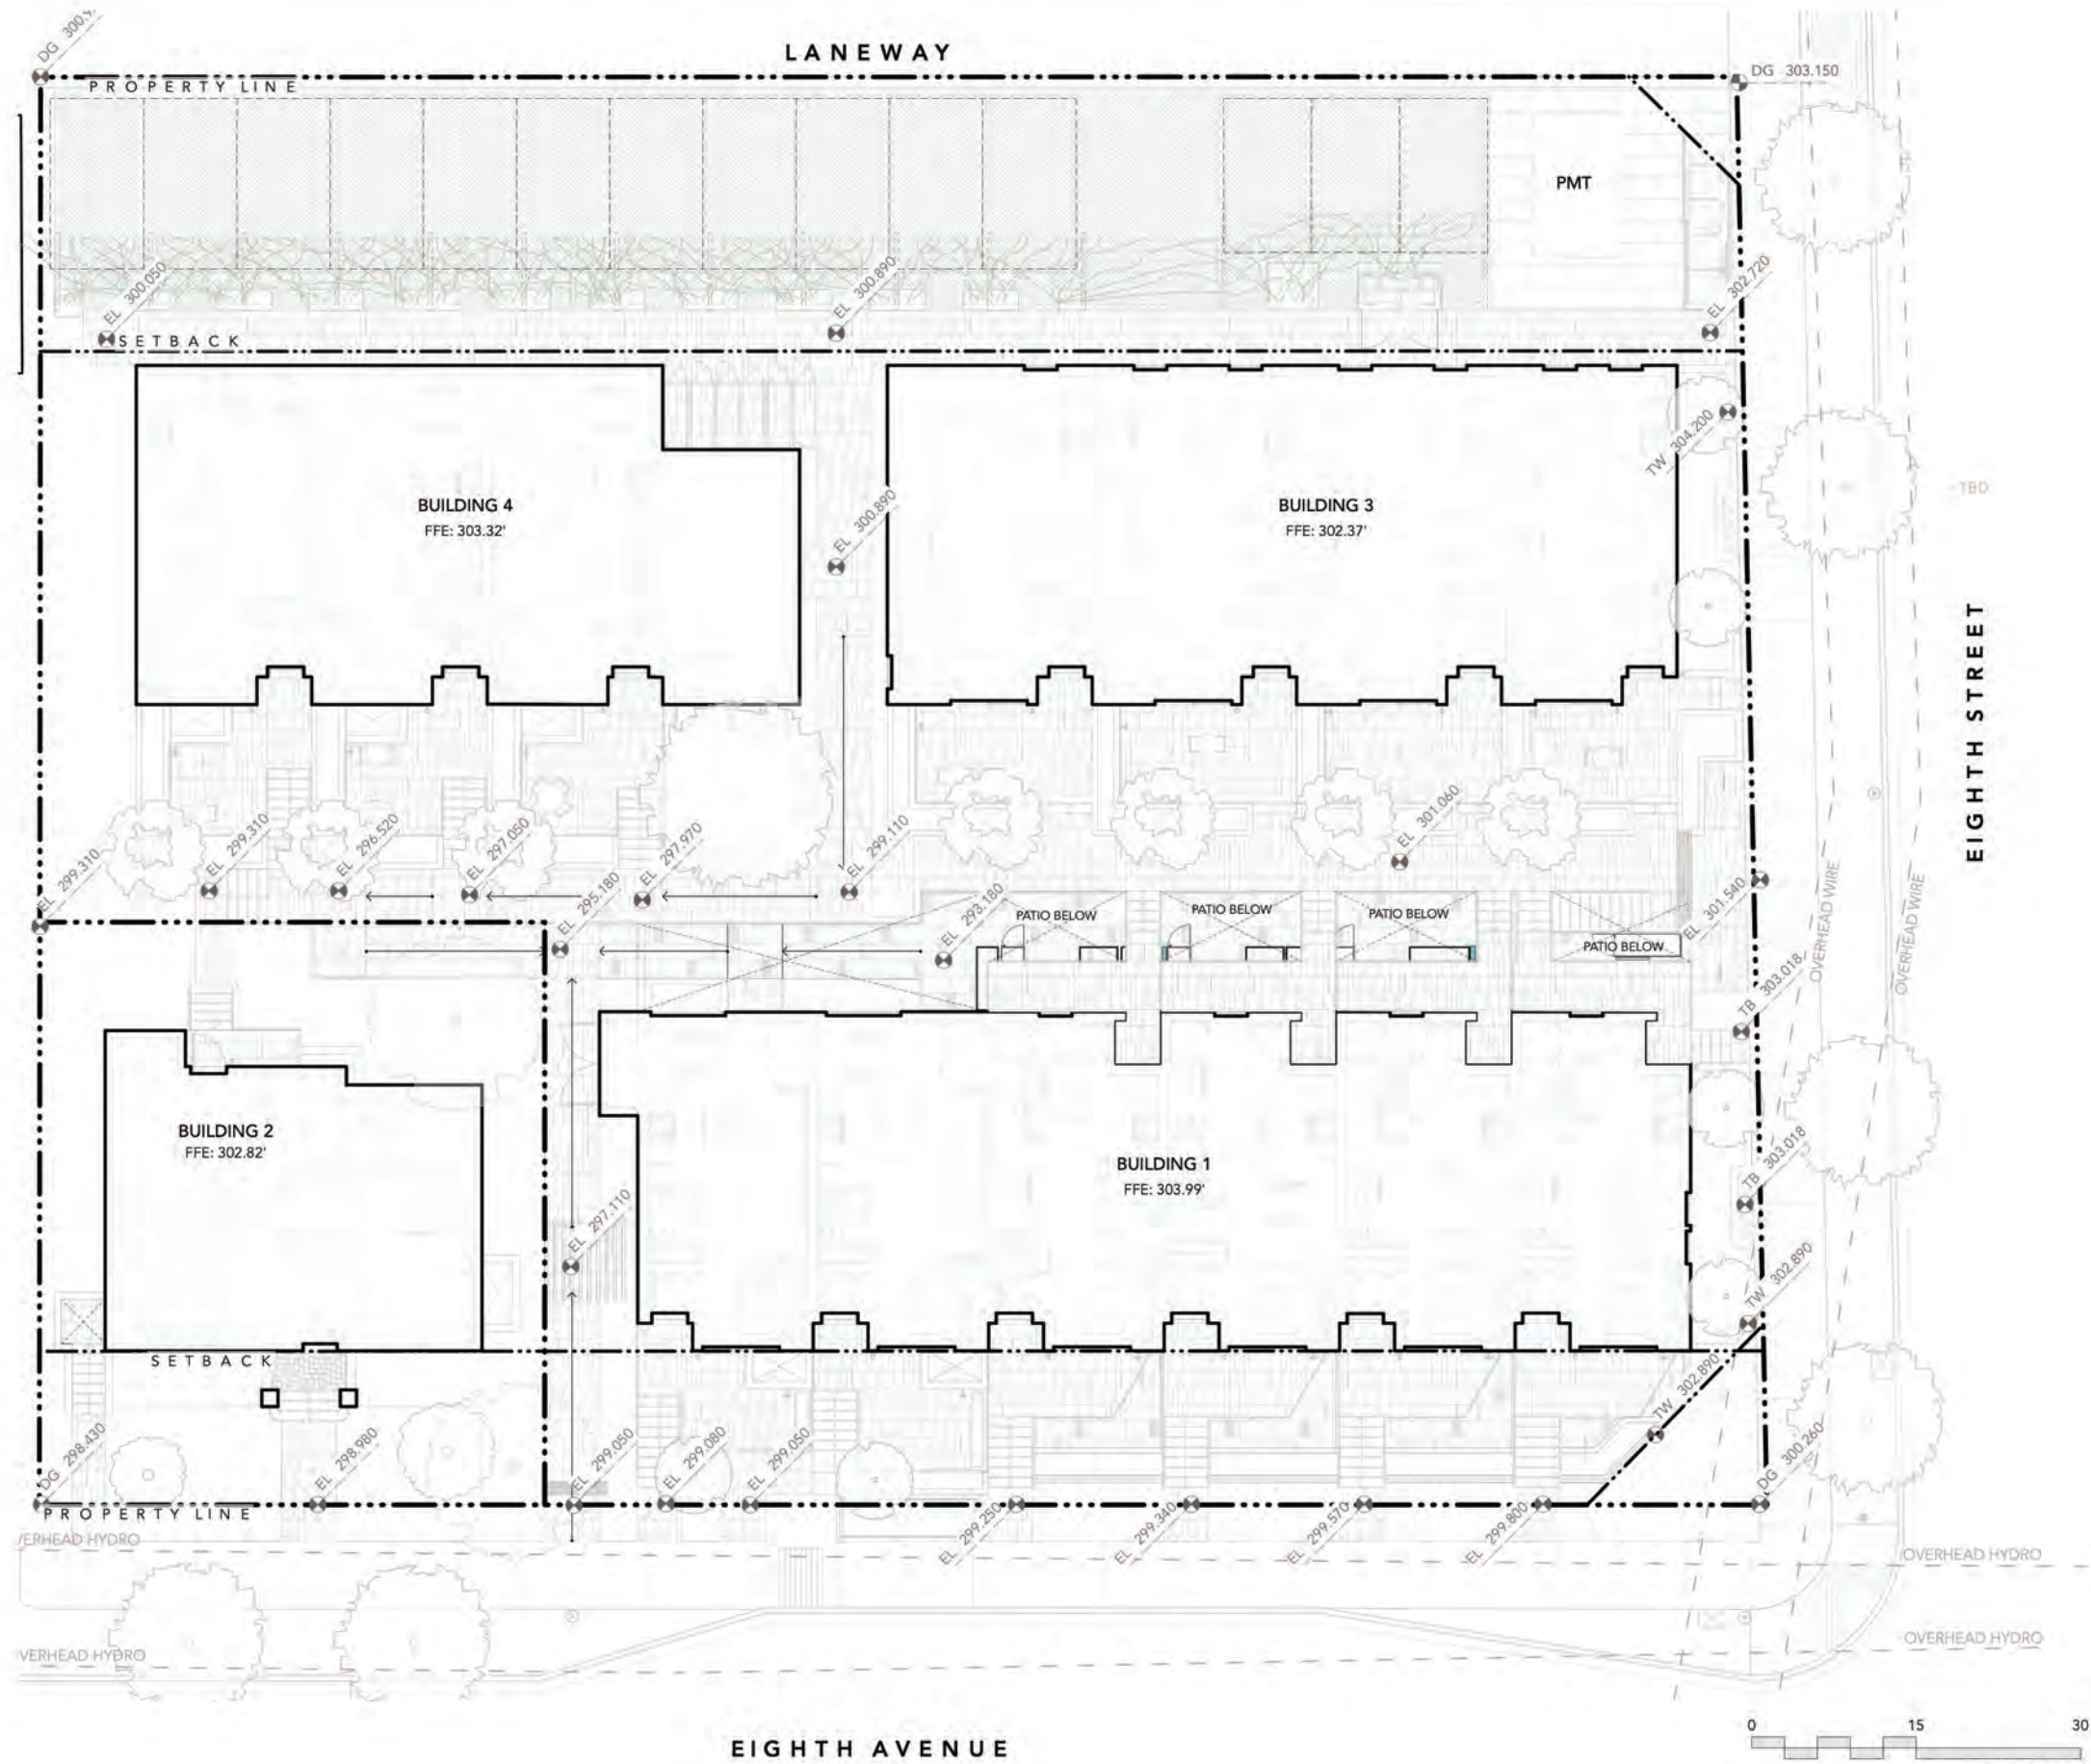 LANEWAY
DG 303.150
PROPERTY LINE
PMT
EL 300.050
EL 300.890
EL 302.720
SETBACK
TW 304.200
BUILDING 4
FFE: 303.32'
BUILDING 3
FFE: 302.37'
TBD
EL 300.890
EIGHTH STREET
EL 299.310
EL 299.310
EL 296.520
EL 297.050
EL 297.970
EL 299.110
EL 301.060
EL 295.180
EL 293.180
PATIO BELOW
PATIO BELOW
PATIO BELOW
PATIO BELOW
EL 301.540
OVERHEAD WIRE
OVERHEAD WIRE
TB 303.018
BUILDING 2
FFE: 302.82'
BUILDING 1
FFE: 303.99'
TB 303.018
EL 297.110
TW 302.890
SETBACK
TW 302.890
DG 298.430
EL 298.980
EL 299.050
EL 299.080
EL 299.050
DG 300.260
PROPERTY LINE
EL 299.250
EL 299.340
EL 299.570
EL 299.800
VERHEAD HYDRO
OVERHEAD HYDRO
VERHEAD HYDRO
OVERHEAD HYDRO
EIGHTH AVENUE
0 15 30